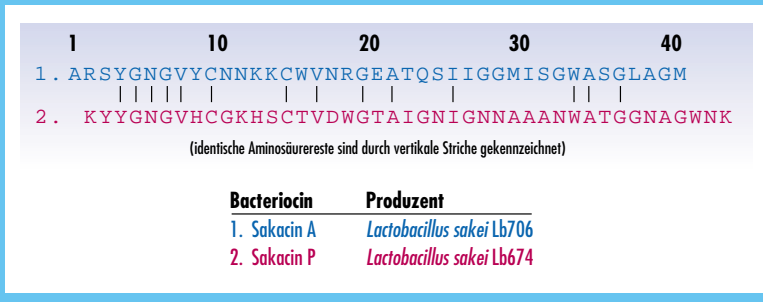 1 10 20 30 40
1. ARSYGNGVYCNNKKCWVNRGEATQSIIGGMISGWASGLAGM
2. KYYGNGVHCGKHSCTVDWGTAIGNIGNNAAANWATGGNAGWNK
(identische Aminosäurereste sind durch vertikale Striche gekennzeichnet)
Bacteriocin Produzent
1. Sakacin A Lactobacillus sakei Lb706
2. Sakacin P Lactobacillus sakei Lb674